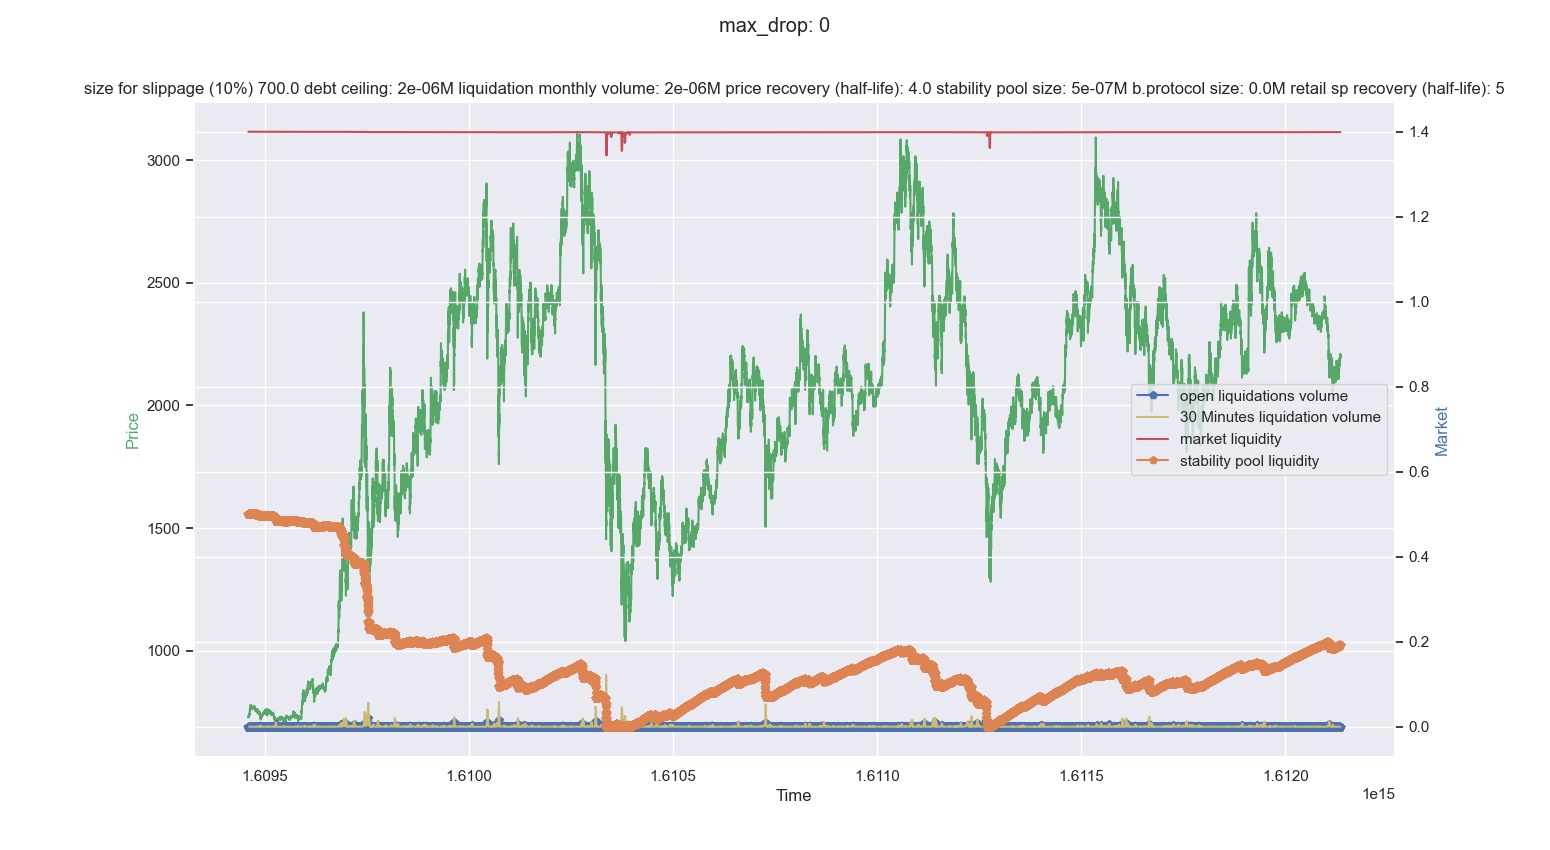 max_drop: 0
size for slippage (10%) 700.0 debt ceiling: 2e-06M liquidation monthly volume: 2e-06M price recovery (half-life): 4.0 stability pool size: 5e-07M b.protocol size: 0.0M retail sp recovery (half-life): 5
3000
2500
2000
1500
1000
Price
1.4
1.2
1.0
0.8
0.6
0.4
0.2
0.0
Market
open liquidations volume
30 Minutes liquidation volume
market liquidity
stability pool liquidity
1.6095 1.6100 1.6105 1.6110 1.6115 1.6120
1e15
Time